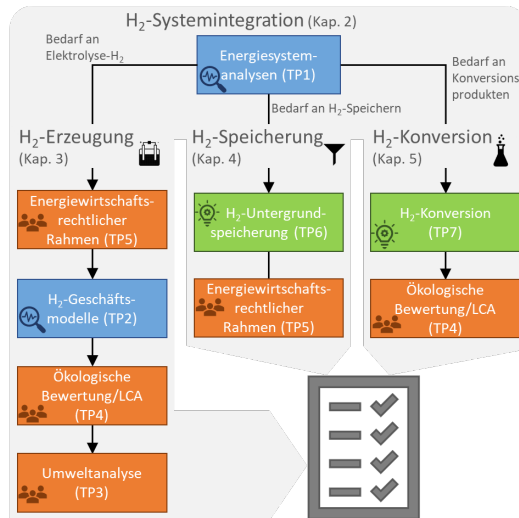 H₂-Systemintegration (Kap. 2)
Bedarf an
Elektrolyse-H₂
Energiesystem-
analysen (TP1)
Bedarf an
Konversions
produkten
Bedarf an H₂-Speichern
H₂-Erzeugung
(Kap. 3)
Energiewirtschafts-
rechtlicher
Rahmen (TP5)
H₂-Geschäfts-
modelle (TP2)
Ökologische
Bewertung/LCA
(TP4)
Umweltanalyse
(TP3)
H₂-Speicherung
(Kap. 4)
H₂-Untergrund-
speicherung (TP6)
Energiewirtschafts-
rechtlicher
Rahmen (TP5)
H₂-Konversion
(Kap. 5)
H₂-Konversion
(TP7)
Ökologische
Bewertung/LCA
(TP4)